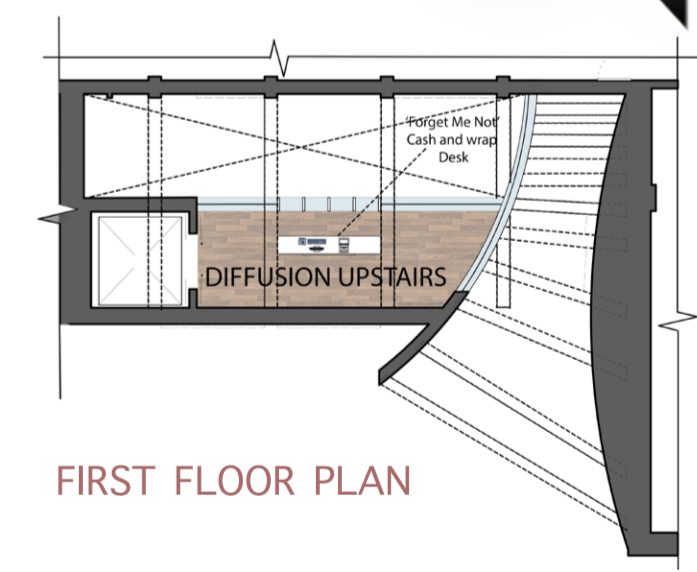 'Forget Me Not'
Cash and wrap
Desk
DIFFUSION UPSTAIRS
FIRST FLOOR PLAN